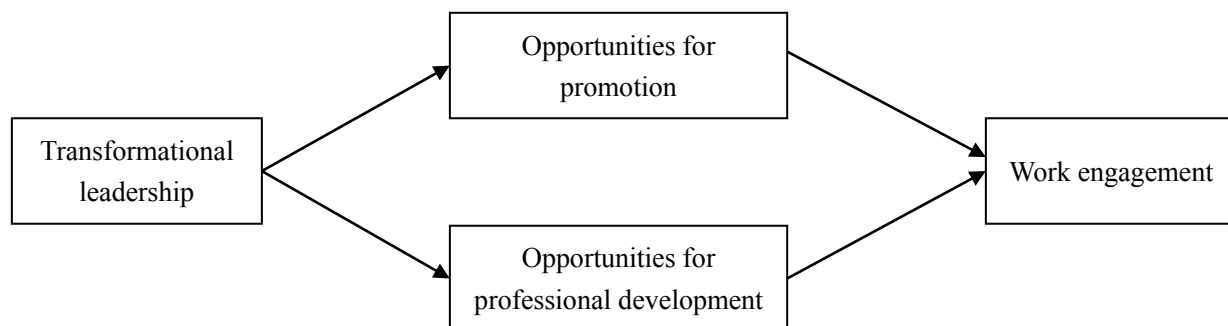 Opportunities for
promotion
Transformational
leadership
Work engagement
Opportunities for
professional development